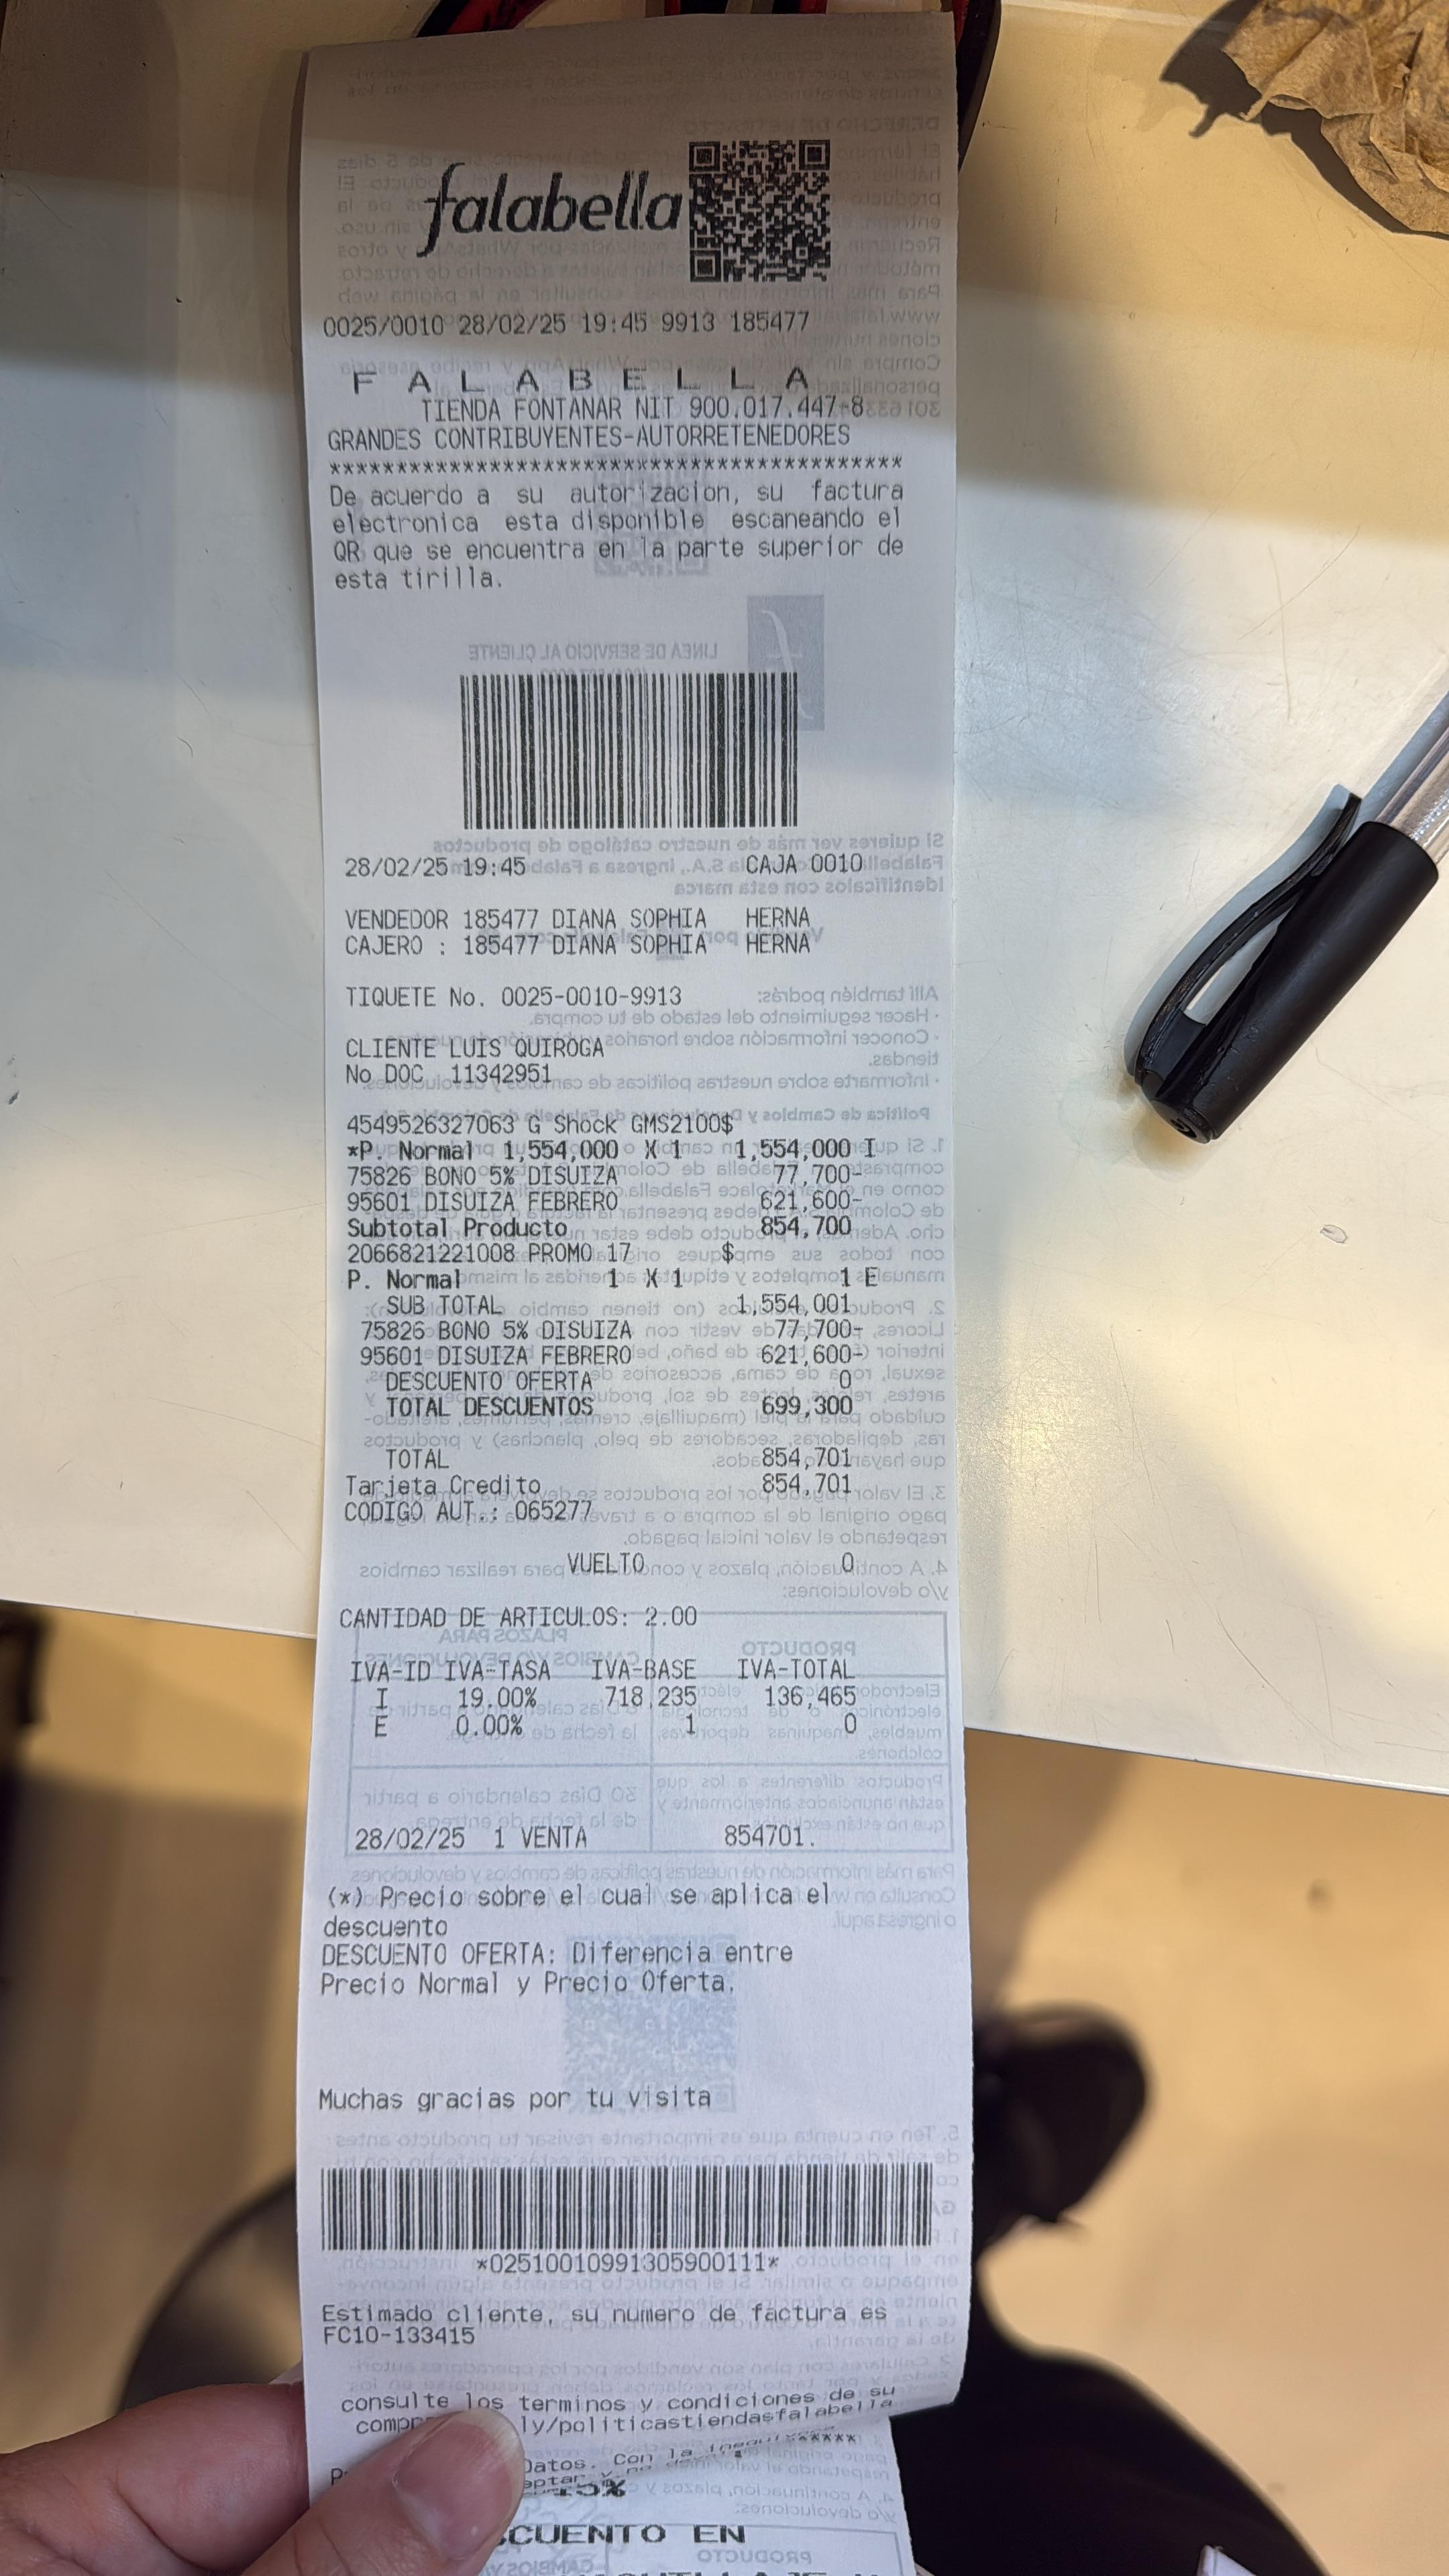 falabella
0025/0010 28/02/25 19:45 9913 185477
F A L A B E L L A
TIENDA FONTANAR NIT 900.017.447-8
GRANDES CONTRIBUYENTES-AUTORRETENEDORES
********************************************
De acuerdo a su autorizacion, su factura
electronica esta disponible escaneando el
QR que se encuentra en la parte superior de
esta tirilla.
28/02/25 19:45 CAJA 0010
VENDEDOR 185477 DIANA SOPHIA HERNA
CAJERO : 185477 DIANA SOPHIA HERNA
TIQUETE No. 0025-0010-9913
CLIENTE LUIS QUIROGA
No DOC 11342951
4549526327063 G Shock GMS2100$
*P. Normal 1,554,000 X 1 1,554,000 I
75826 BONO 5% DISUIZA 77,700-
95601 DISUIZA FEBRERO 621,600-
Subtotal Producto 854,700
2066821221008 PROMO 17 $
P. Normal 1 X 1 1 E
SUB TOTAL 1,554,001
75826 BONO 5% DISUIZA 77,700-
95601 DISUIZA FEBRERO 621,600-
DESCUENTO OFERTA 0
TOTAL DESCUENTOS 699,300
TOTAL 854,701
Tarjeta Credito 854,701
CODIGO AUT.: 065277
VUELTO 0
CANTIDAD DE ARTICULOS: 2.00
IVA-ID IVA-TASA IVA-BASE IVA-TOTAL
I 19.00% 718,235 136,465
E 0.00% 1 0
28/02/25 1 VENTA 854701.
(*) Precio sobre el cual se aplica el
descuento
DESCUENTO OFERTA: Diferencia entre
Precio Normal y Precio Oferta.
Muchas gracias por tu visita
*02510010991305900111*
Estimado cliente, su numero de factura es
FC10-133415
consulte los terminos y condiciones de su
ly/politicastiendasfalabella
Datos. Con la
EN